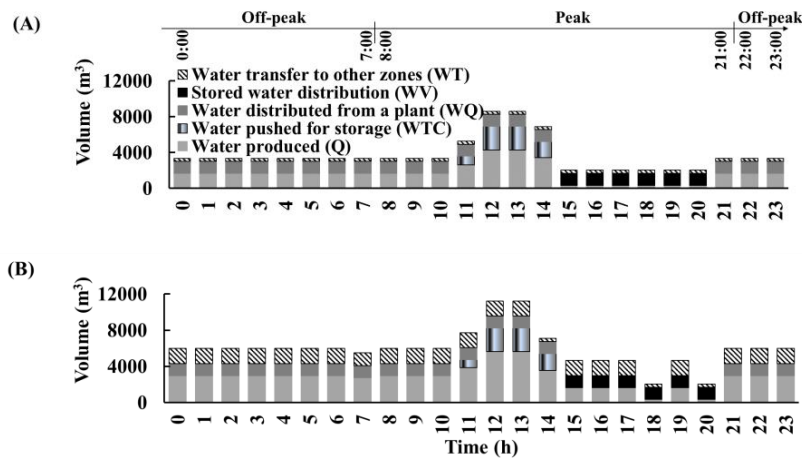 Off-peak Peak Off-peak
(A)
0:00 7:00 8:00 21:00 22:00 23:00
Water transfer to other zones (WT)
Stored water distribution (WV)
Water distributed from a plant (WQ)
Water pushed for storage (WTC)
Water produced (Q)
Volume (m³)
12000
8000
4000
0
0 1 2 3 4 5 6 7 8 9 10 11 12 13 14 15 16 17 18 19 20 21 22 23
(B)
Volume (m³)
12000
8000
4000
0
0 1 2 3 4 5 6 7 8 9 10 11 12 13 14 15 16 17 18 19 20 21 22 23
Time (h)